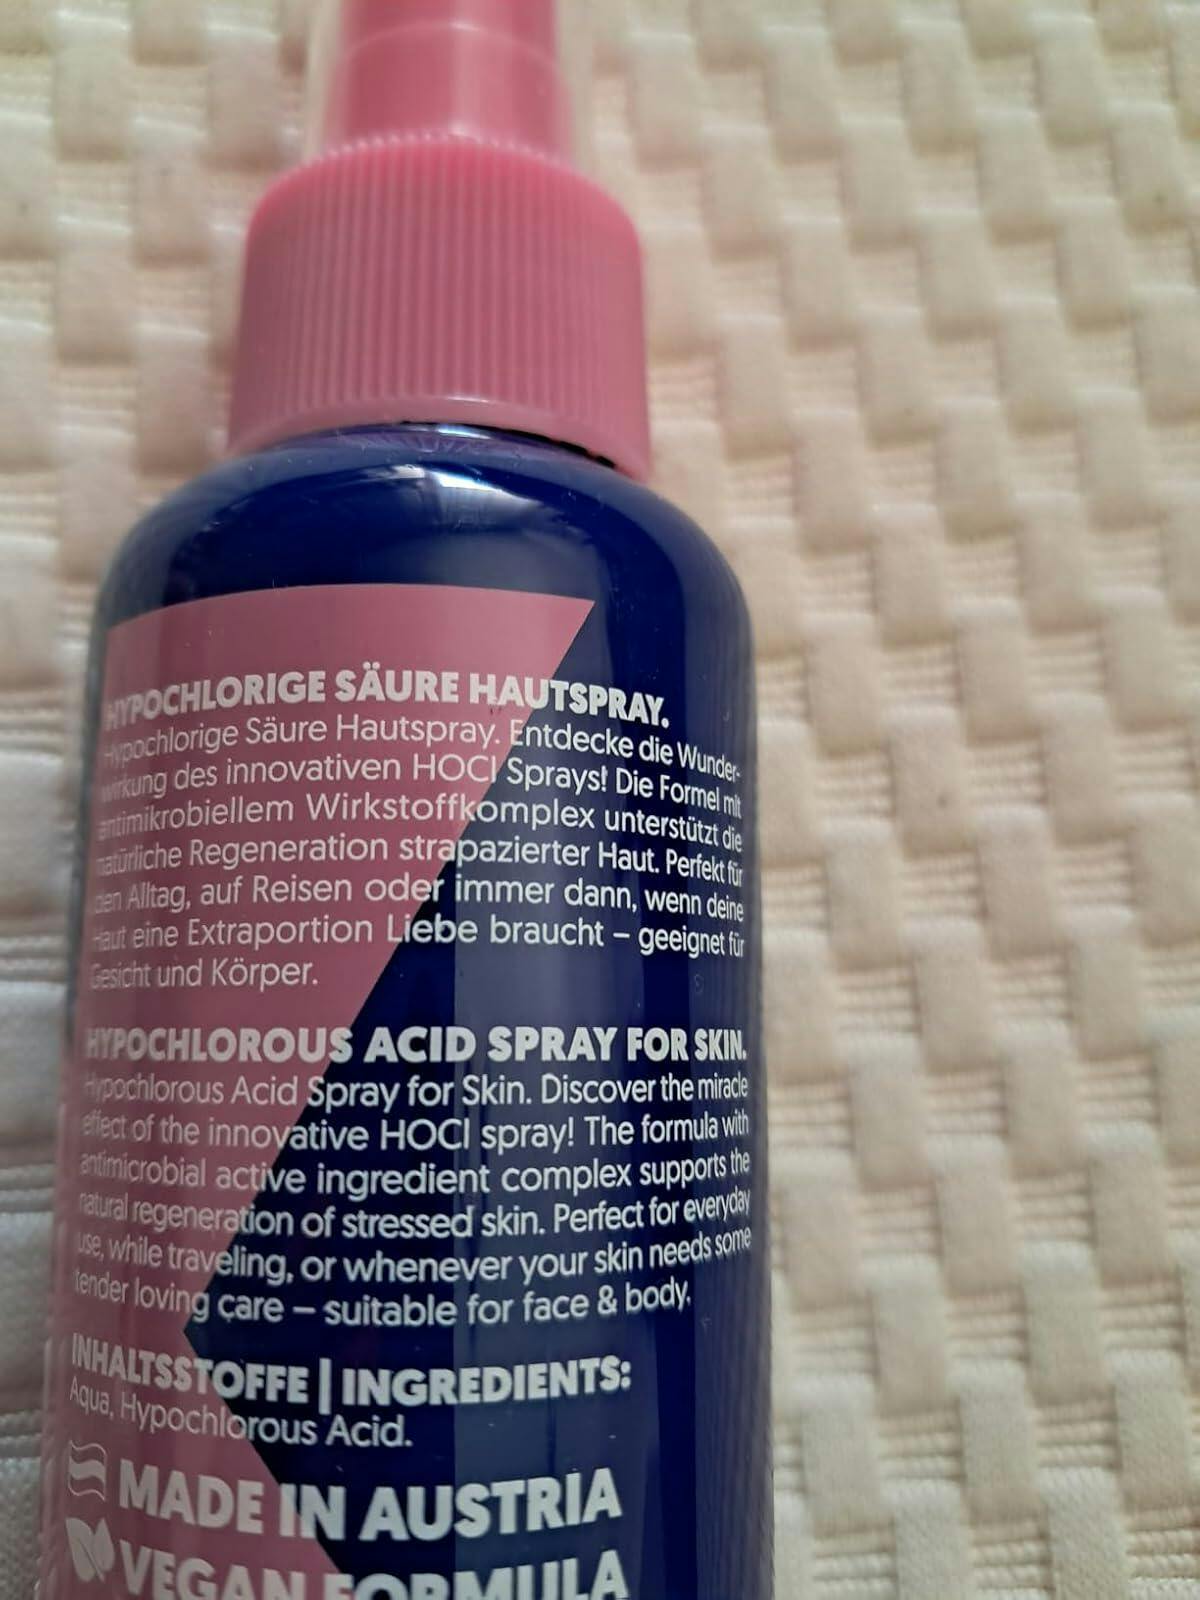 HYPOCHLORIGE SÄURE HAUTSPRAY.
Hypochlorige Säure Hautspray. Entdecke die Wunder-
wirkung des innovativen HOCl Sprays! Die Formel mit
antimikrobiellem Wirkstoffkomplex unterstützt die
natürliche Regeneration strapazierter Haut. Perfekt für
den Alltag, auf Reisen oder immer dann, wenn deine
Haut eine Extraportion Liebe braucht – geeignet für
Gesicht und Körper.
HYPOCHLOROUS ACID SPRAY FOR SKIN.
Hypochlorous Acid Spray for Skin. Discover the miracle
effect of the innovative HOCl spray! The formula with
antimicrobial active ingredient complex supports the
natural regeneration of stressed skin. Perfect for everyday
use, while traveling, or whenever your skin needs some
tender loving care – suitable for face & body.
INHALTSSTOFFE | INGREDIENTS:
Aqua, Hypochlorous Acid.
MADE IN AUSTRIA
VEGAN FORMULA